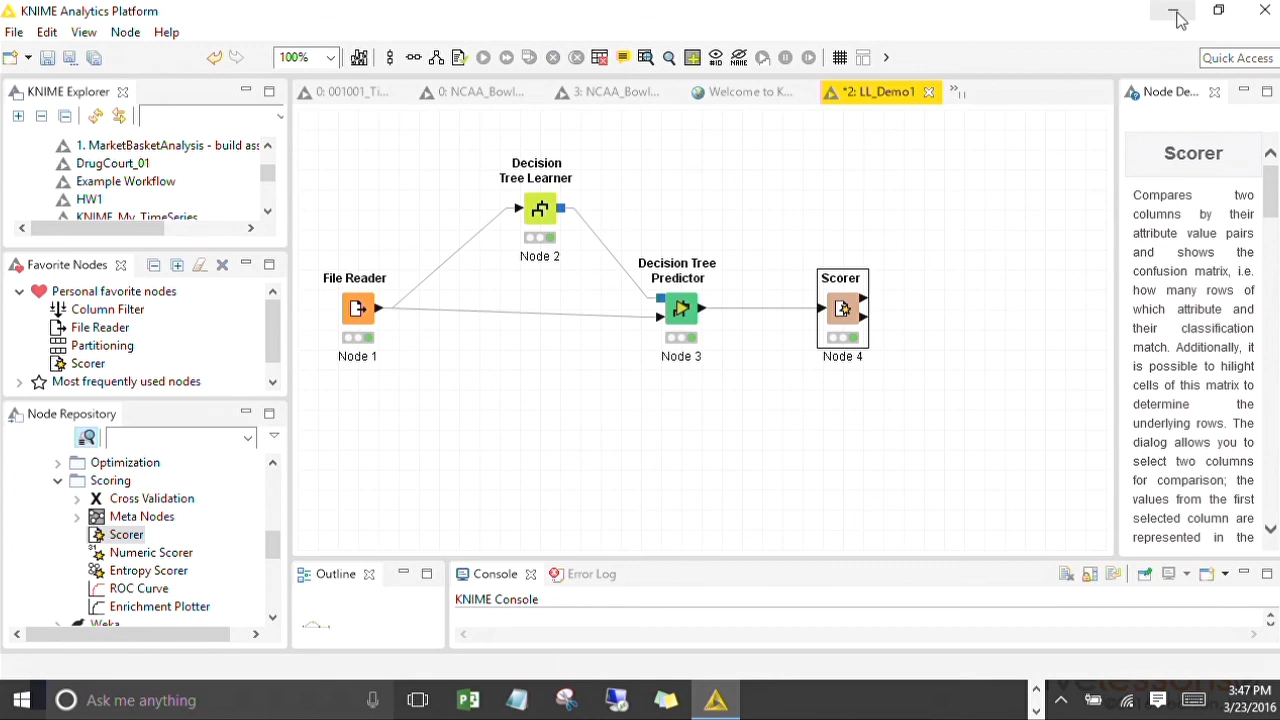 KNIME Analytics Platform
File Edit View Node Help
100%
Quick Access
KNIME Explorer
0: 001001_Ti...
0: NCAA_Bowl...
3: NCAA_Bowl...
Welcome to K...
*2: LL_Demo1
11
Node De...
1. MarketBasketAnalysis - build ass
DrugCourt_01
Example Workflow
HW1
KNIME_My_TimeSeries
Favorite Nodes
Personal favorite nodes
Column Filter
File Reader
Partitioning
Scorer
Most frequently used nodes
Node Repository
Optimization
Scoring
Cross Validation
Meta Nodes
Scorer
Numeric Scorer
Entropy Scorer
ROC Curve
Enrichment Plotter
Weka
Decision
Tree Learner
Node 2
File Reader
Node 1
Decision Tree
Predictor
Node 3
Scorer
Node 4
Scorer
Compares two
columns by their
attribute value pairs
and shows the
confusion matrix, i.e.
how many rows of
which attribute and
their classification
match. Additionally, it
is possible to hilight
cells of this matrix to
determine the
underlying rows. The
dialog allows you to
select two columns
for comparison; the
values from the first
selected column are
represented in the
Outline
Console
Error Log
KNIME Console
Ask me anything
3:47 PM
3/23/2016